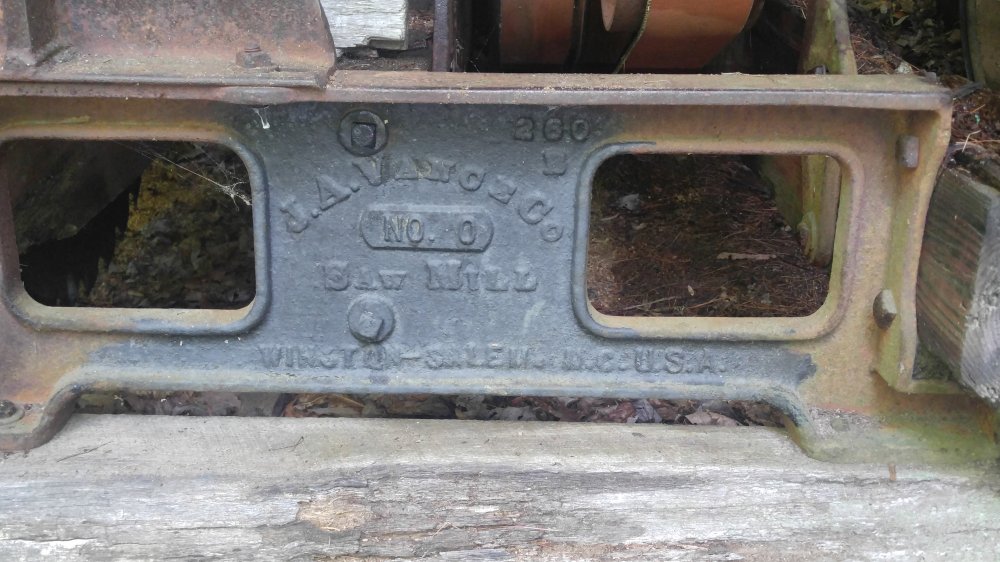 260
J.A. VANCE & CO
NO. 0
SAW MILL
WINSTON-SALEM. N.C. U.S.A.